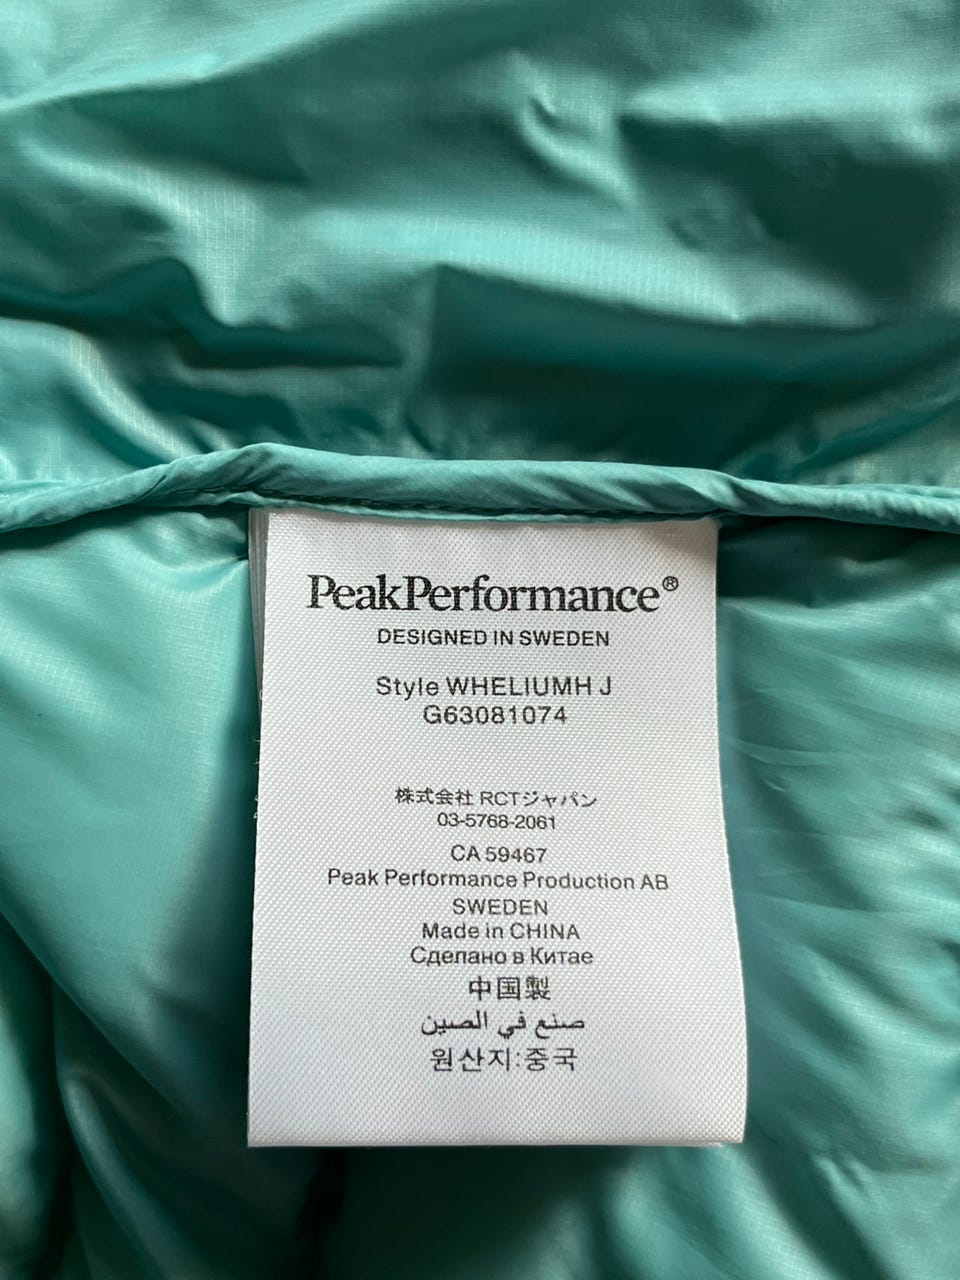 PeakPerformance®
DESIGNED IN SWEDEN
Style WHELIUMH J
G63081074
株式会社 RCTジャパン
03-5768-2061
CA 59467
Peak Performance Production AB
SWEDEN
Made in CHINA
Сделано в Китае
中国製
صنع في الصين
원산지:중국